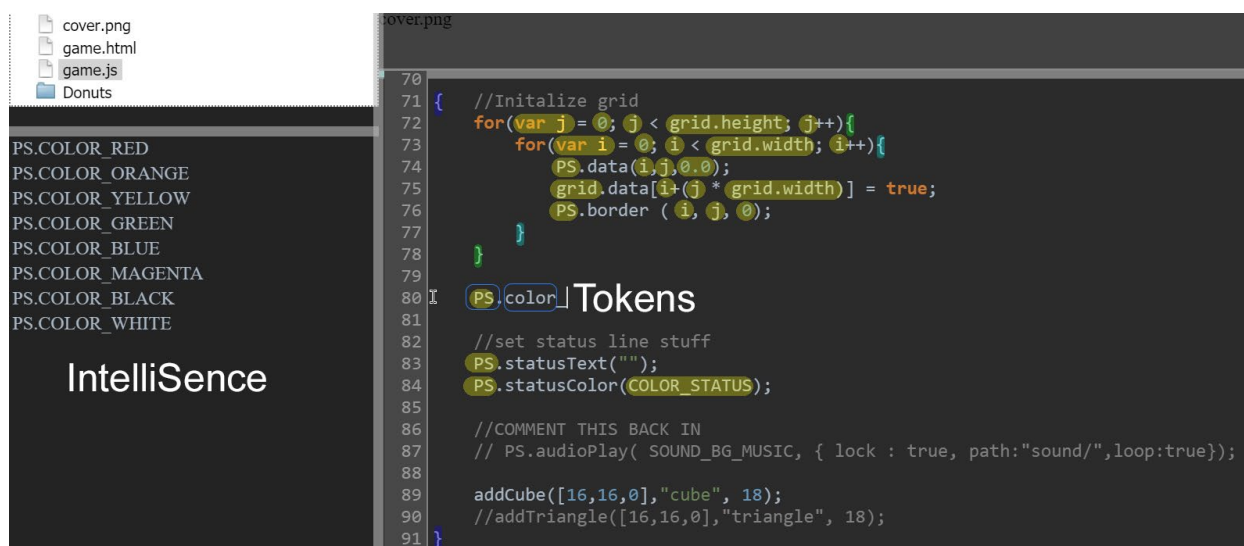 cover.png
game.html
game.js
Donuts
PS.COLOR_RED
PS.COLOR_ORANGE
PS.COLOR_YELLOW
PS.COLOR_GREEN
PS.COLOR_BLUE
PS.COLOR_MAGENTA
PS.COLOR_BLACK
PS.COLOR_WHITE
IntelliSence
cover.png
70
71 { //Initalize grid
72 for(var j = 0; j < grid.height; j++){
73 for(var i = 0; i < grid.width; i++){
74 PS.data(i,j,0.0);
75 grid.data[i+(j * grid.width)] = true;
76 PS.border ( i, j, 0);
77 }
78 }
79
80 PS.color_ Tokens
81
82 //set status line stuff
83 PS.statusText("");
84 PS.statusColor(COLOR_STATUS);
85
86 //COMMENT THIS BACK IN
87 // PS.audioPlay( SOUND_BG_MUSIC, { lock : true, path:"sound/",loop:true});
88
89 addCube([16,16,0],"cube", 18);
90 //addTriangle([16,16,0],"triangle", 18);
91 }